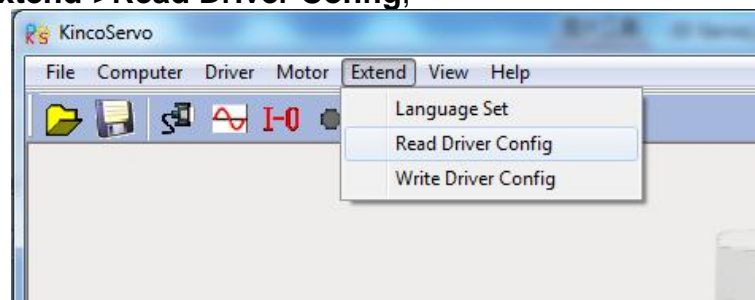 xtend->Read Driver Config;
KincoServo
File Computer Driver Motor Extend View Help
Language Set
Read Driver Config
Write Driver Config
I-0